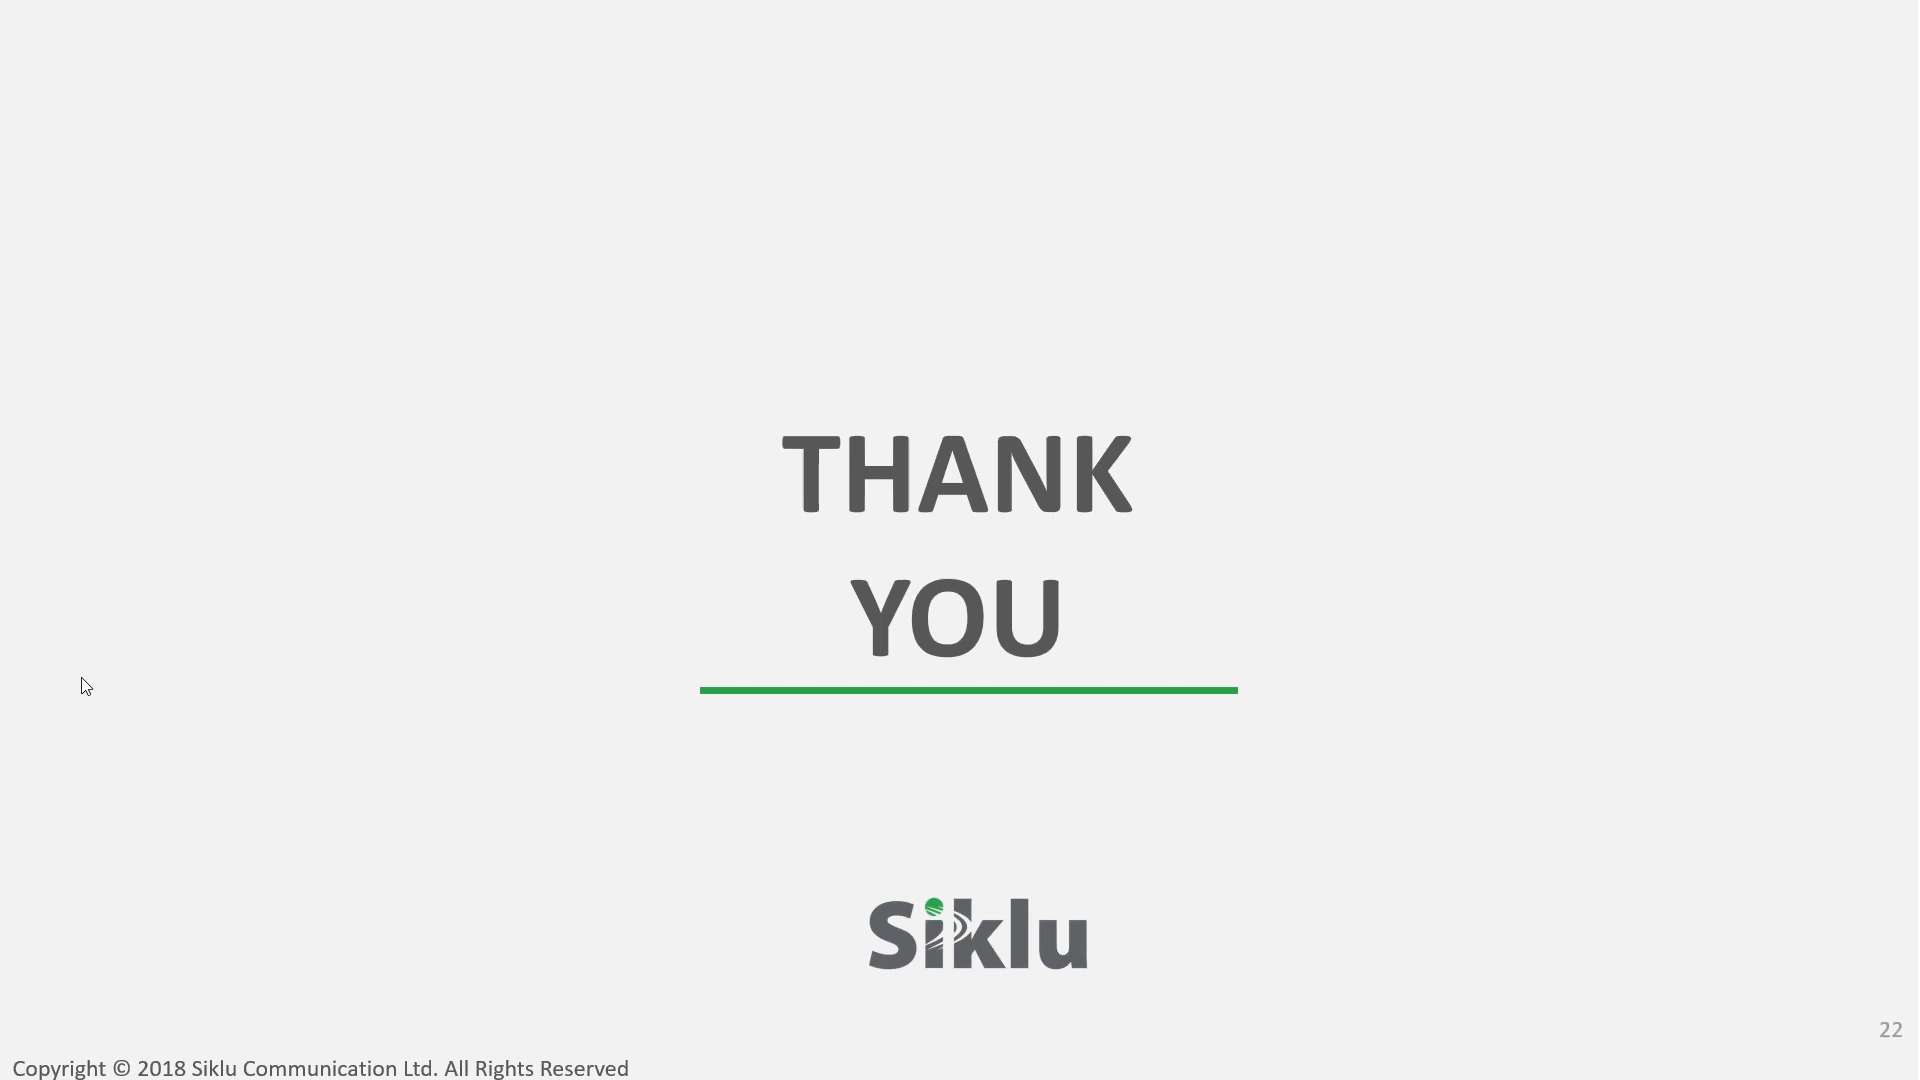 THANK
YOU
Siklu
22
Copyright © 2018 Siklu Communication Ltd. All Rights Reserved